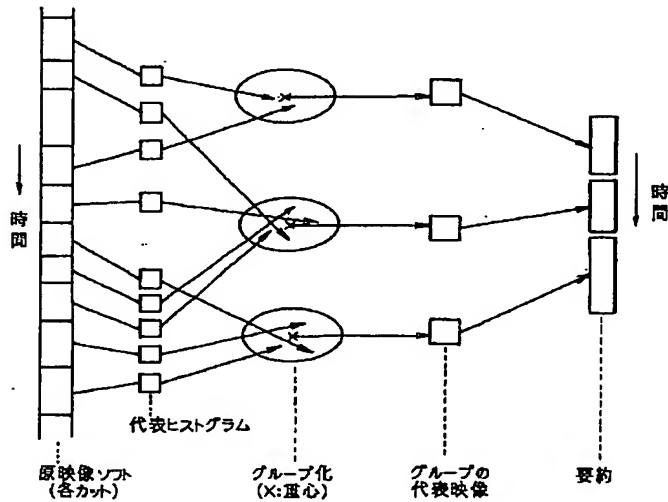 時間
時間
代表ヒストグラム
原映像ソフト
(各カット)
グループ化
(X:重心)
グループの
代表映像
要約